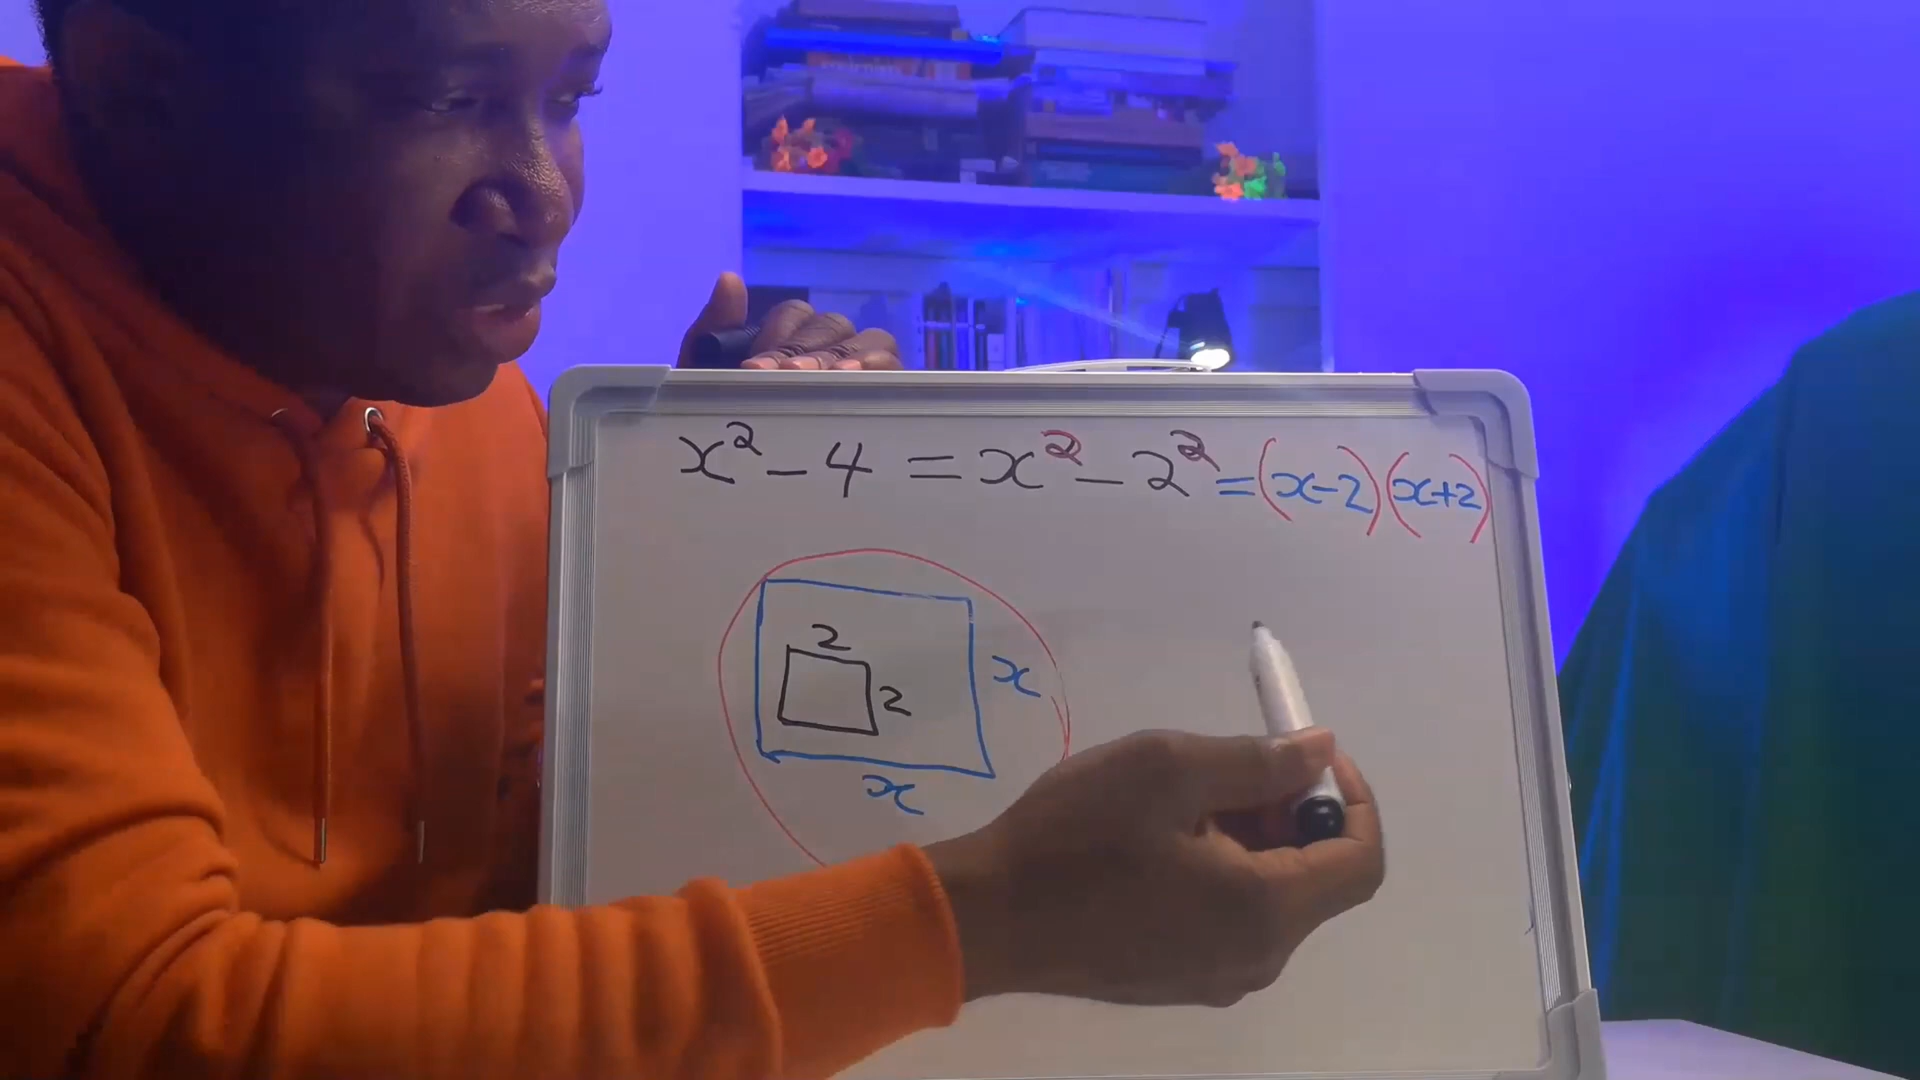 x² - 4 = x² - 2² = (x-2)(x+2)
2
2
x
x